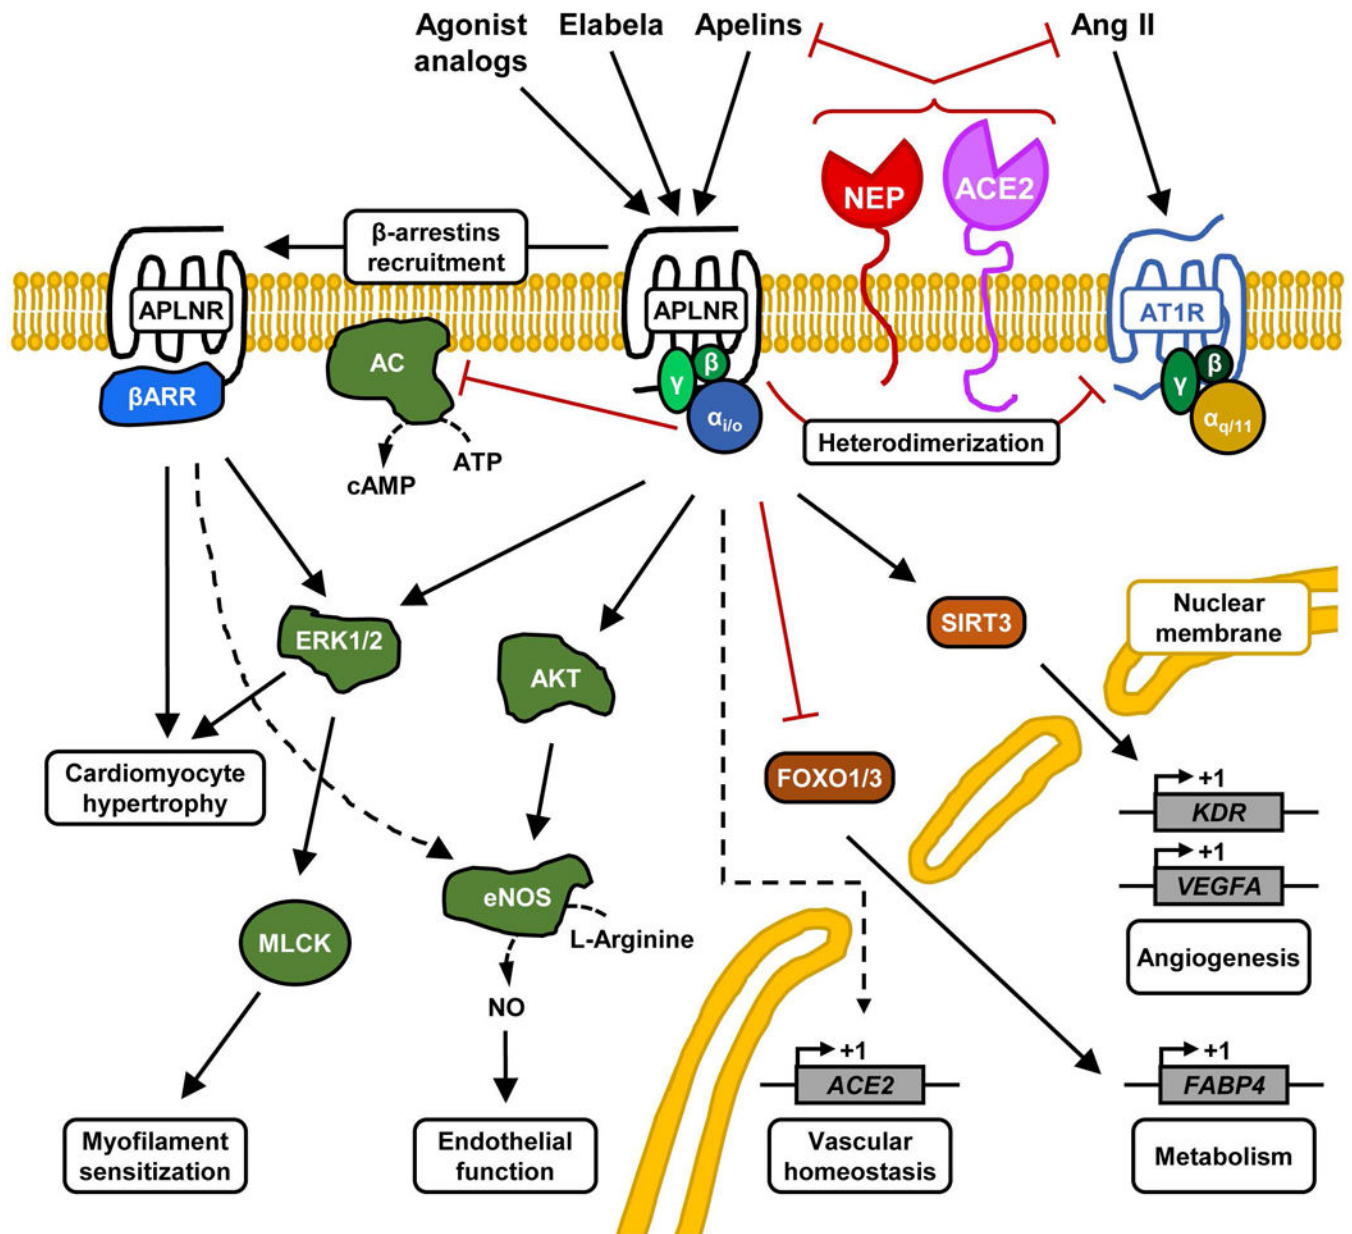 Agonist
analogs
Elabela
Apelins
Ang II
NEP
ACE2
β-arrestins
recruitment
APLNR
APLNR
AT1R
βARR
AC
γ
β
αi/o
γ
β
αq/11
Heterodimerization
cAMP
ATP
ERK1/2
AKT
SIRT3
Nuclear
membrane
Cardiomyocyte
hypertrophy
FOXO1/3
+1
KDR
+1
VEGFA
Angiogenesis
MLCK
eNOS
L-Arginine
NO
+1
ACE2
+1
FABP4
Myofilament
sensitization
Endothelial
function
Vascular
homeostasis
Metabolism